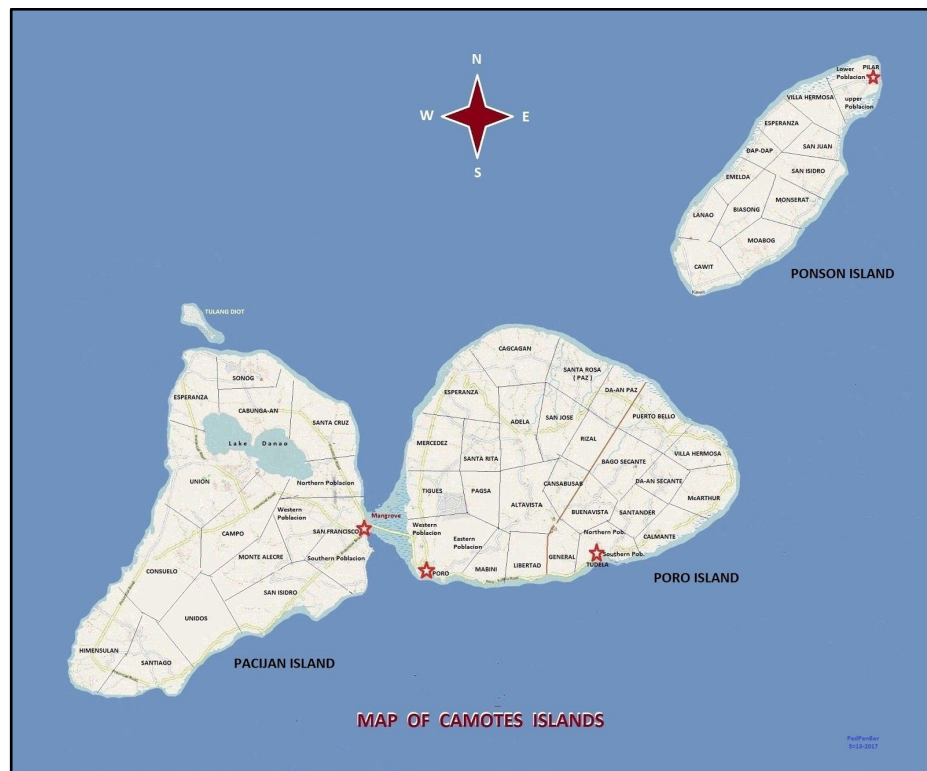 N
W
E
S
PILAR
Lower
Poblacion
upper
Poblacion
VILLA HERMOSA
ESPERANZA
SAN JUAN
DAP-DAP
SAN ISIDRO
EMELDA
MONSERAT
BIASONG
LANAO
MOABOG
CAWIT
PONSON ISLAND
TULANG DIOT
SONOG
ESPERANZA
CABUNGA-AN
SANTA CRUZ
Lake Danao
UNION
Northern Poblacion
Western
Poblacion
SAN FRANCISCO
CAMPO
MONTE ALECRE
Southern Poblacion
CONSUELO
SAN ISIDRO
UNIDOS
HIMENSULAN
SANTIAGO
Provincial Road
PACIJAN ISLAND
Mangrove
CAGCAGAN
SANTA ROSA
( PAZ )
DA-AN PAZ
ESPERANZA
PUERTO BELLO
ADELA
SAN JOSE
RIZAL
MERCEDEZ
VILLA HERMOSA
SANTA RITA
BAGO SECANTE
TIGUES
PAGSA
CANSABUSAB
DA-AN SECANTE
McARTHUR
ALTAVISTA
BUENAVISTA
SANTANDER
Western
Poblacion
Eastern
Poblacion
Northern Pob.
CALMANTE
MABINI
LIBERTAD
GENERAL
Southern Pob.
TUDELA
PORO
PORO ISLAND
MAP OF CAMOTES ISLANDS